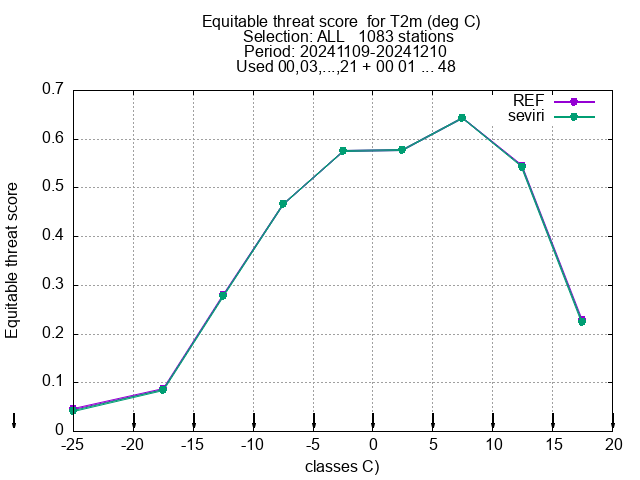 Equitable threat score  for T2m (deg C)
Selection: ALL   1083 stations
Period: 20241109-20241210
Used 00,03,...,21 + 00 01 ... 48
REF
seviri
Equitable threat score
0.7
0.6
0.5
0.4
0.3
0.2
0.1
0
-25 -20 -15 -10 -5 0 5 10 15 20
classes C)